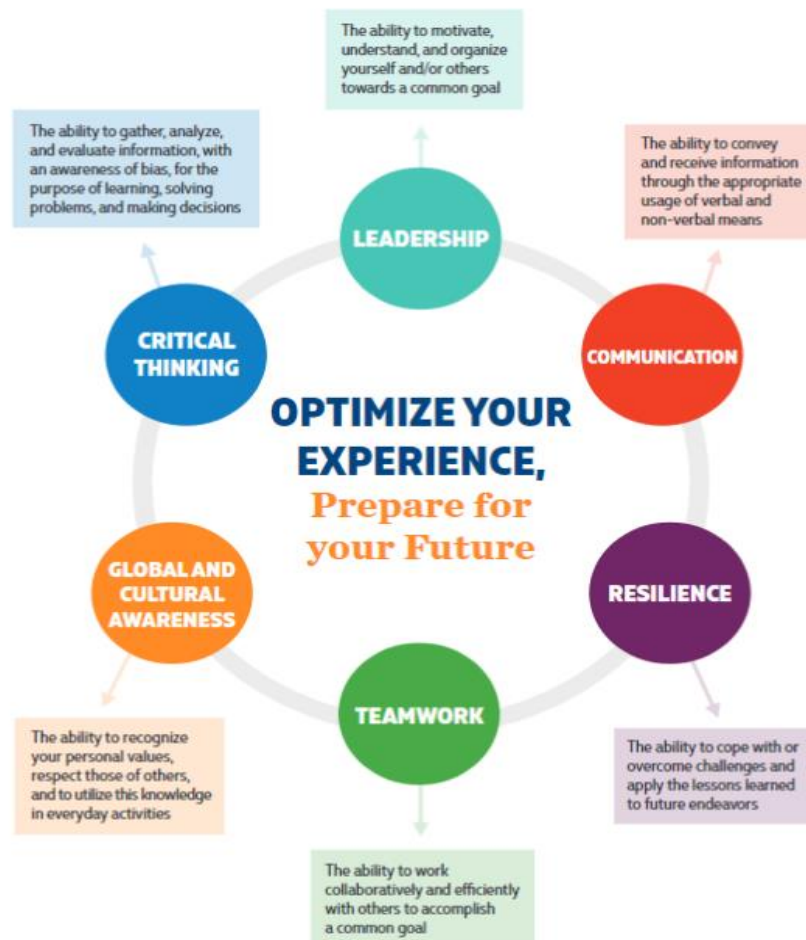 The ability to motivate,
understand, and organize
yourself and/or others
towards a common goal
LEADERSHIP
The ability to gather, analyze,
and evaluate information, with
an awareness of bias, for the
purpose of learning, solving
problems, and making decisions
CRITICAL
THINKING
The ability to convey
and receive information
through the appropriate
usage of verbal and
non-verbal means
COMMUNICATION
OPTIMIZE YOUR
EXPERIENCE,
Prepare for
your Future
GLOBAL AND
CULTURAL
AWARENESS
The ability to recognize
your personal values,
respect those of others,
and to utilize this knowledge
in everyday activities
RESILIENCE
The ability to cope with or
overcome challenges and
apply the lessons learned
to future endeavors
TEAMWORK
The ability to work
collaboratively and efficiently
with others to accomplish
a common goal